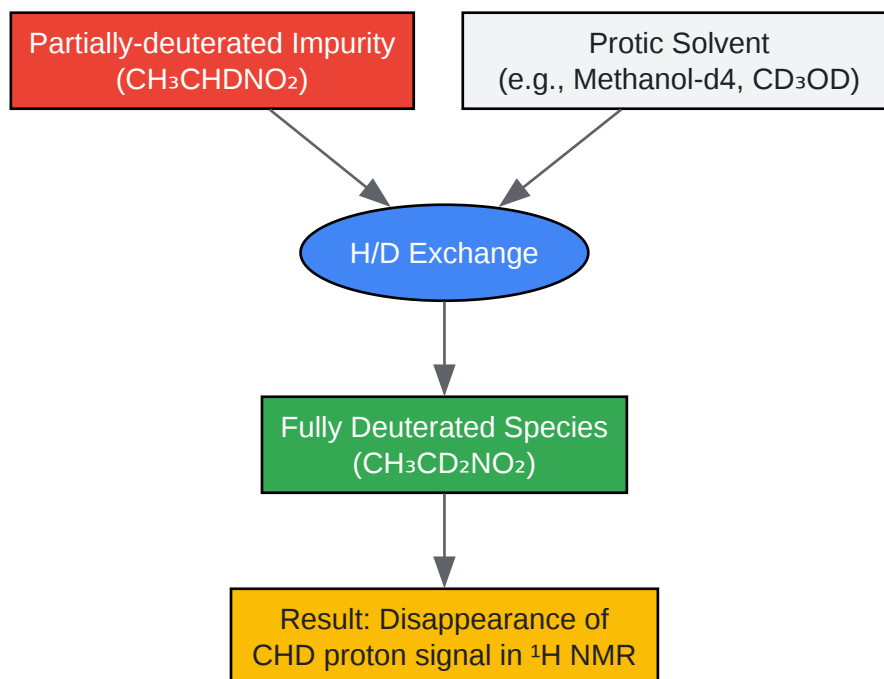 Partially-deuterated Impurity
(CH₃CHDNO₂)
Protic Solvent
(e.g., Methanol-d4, CD₃OD)
H/D Exchange
Fully Deuterated Species
(CH₃CD₂NO₂)
Result: Disappearance of
CHD proton signal in ¹H NMR